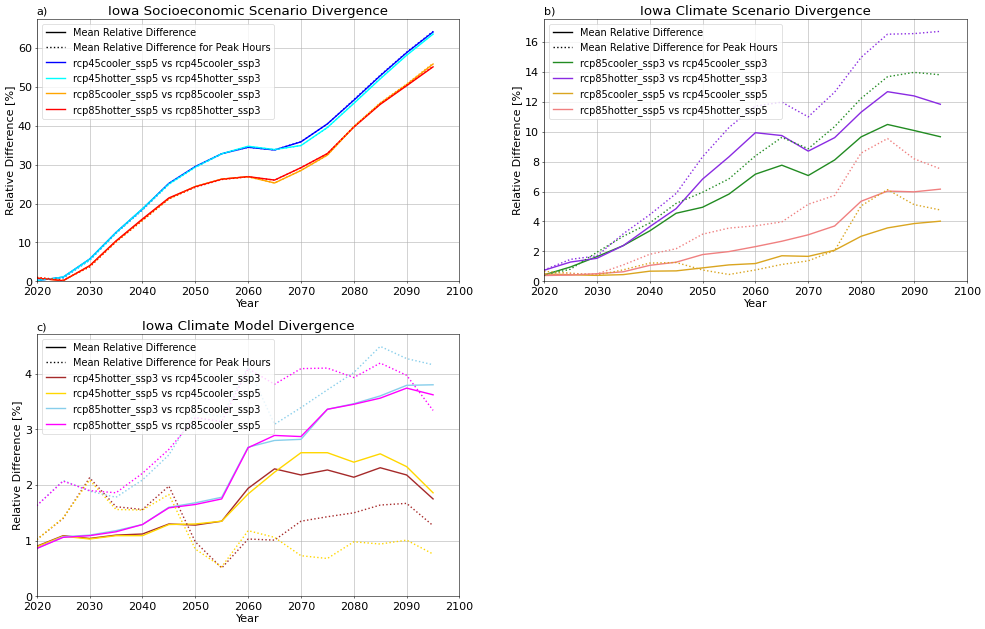 a)
Iowa Socioeconomic Scenario Divergence
Mean Relative Difference
Mean Relative Difference for Peak Hours
rcp45cooler_ssp5 vs rcp45cooler_ssp3
rcp45hotter_ssp5 vs rcp45hotter_ssp3
rcp85cooler_ssp5 vs rcp85cooler_ssp3
rcp85hotter_ssp5 vs rcp85hotter_ssp3
Relative Difference [%]
60
50
40
30
20
10
0
2020 2030 2040 2050 2060 2070 2080 2090 2100
Year
b)
Iowa Climate Scenario Divergence
Mean Relative Difference
Mean Relative Difference for Peak Hours
rcp85cooler_ssp3 vs rcp45cooler_ssp3
rcp85hotter_ssp3 vs rcp45hotter_ssp3
rcp85cooler_ssp5 vs rcp45cooler_ssp5
rcp85hotter_ssp5 vs rcp45hotter_ssp5
Relative Difference [%]
16
14
12
10
8
6
4
2
0
2020 2030 2040 2050 2060 2070 2080 2090 2100
Year
c)
Iowa Climate Model Divergence
Mean Relative Difference
Mean Relative Difference for Peak Hours
rcp45hotter_ssp3 vs rcp45cooler_ssp3
rcp45hotter_ssp5 vs rcp45cooler_ssp5
rcp85hotter_ssp3 vs rcp85cooler_ssp3
rcp85hotter_ssp5 vs rcp85cooler_ssp5
Relative Difference [%]
4
3
2
1
0
2020 2030 2040 2050 2060 2070 2080 2090 2100
Year